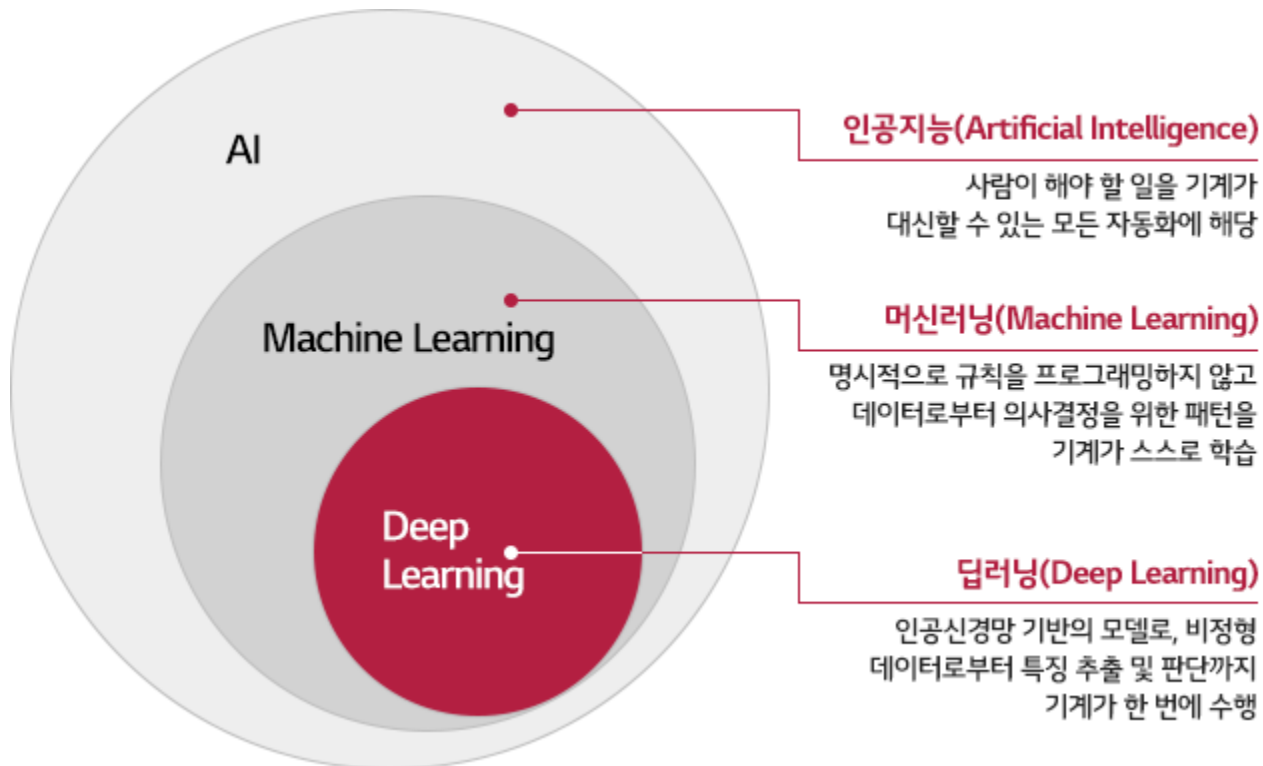 AI
Machine Learning
Deep
Learning
인공지능(Artificial Intelligence)
사람이 해야 할 일을 기계가
대신할 수 있는 모든 자동화에 해당
머신러닝(Machine Learning)
명시적으로 규칙을 프로그래밍하지 않고
데이터로부터 의사결정을 위한 패턴을
기계가 스스로 학습
딥러닝(Deep Learning)
인공신경망 기반의 모델로, 비정형
데이터로부터 특징 추출 및 판단까지
기계가 한 번에 수행